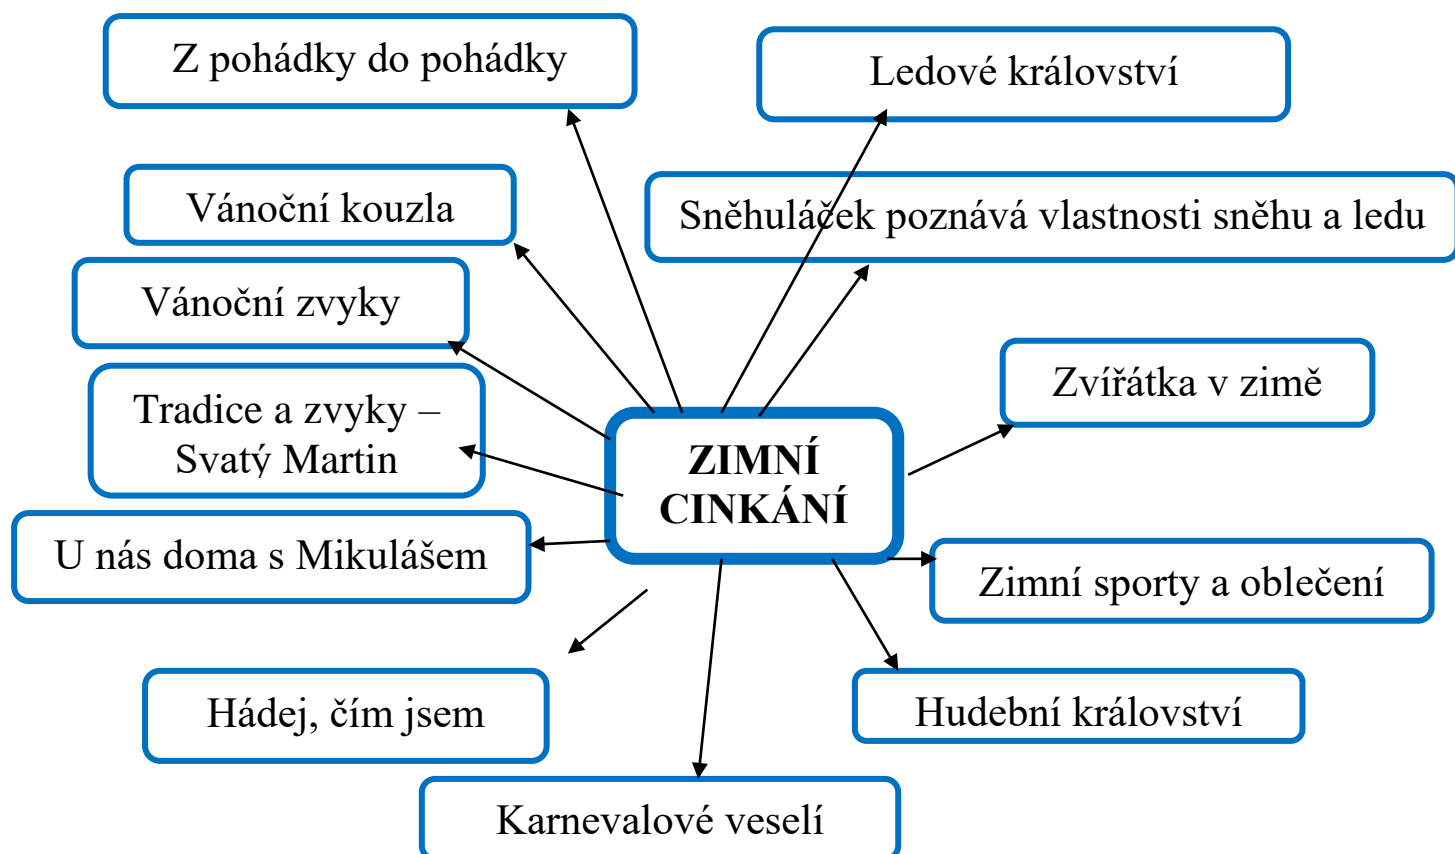 Z pohádky do pohádky
Ledové království
Vánoční kouzla
Sněhuláček poznává vlastnosti sněhu a ledu
Vánoční zvyky
Zvířátka v zimě
Tradice a zvyky –
Svatý Martin
ZIMNÍ
CINKÁNÍ
U nás doma s Mikulášem
Zimní sporty a oblečení
Hádej, čím jsem
Hudební království
Karnevalové veselí